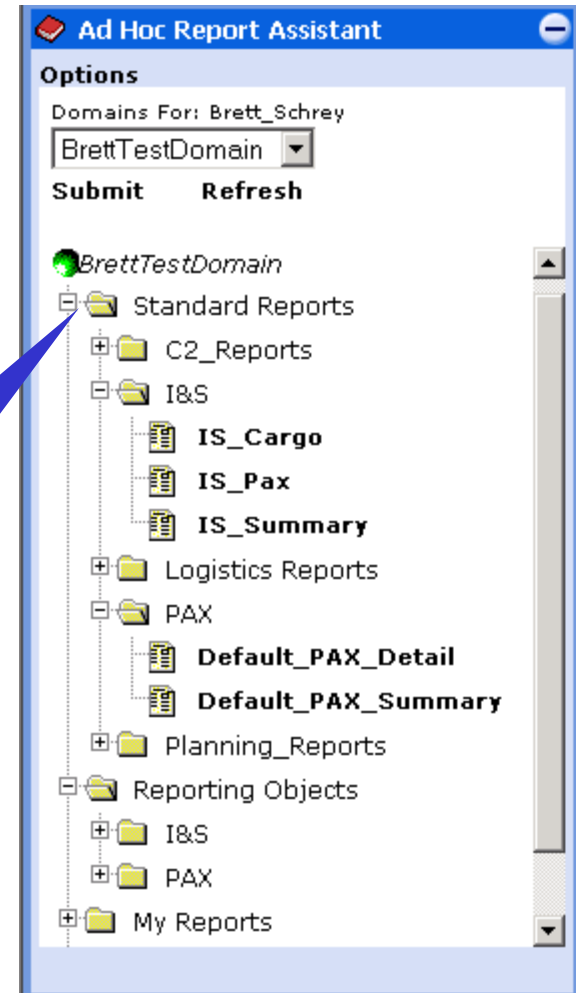 Ad Hoc Report Assistant
Options
Domains For: Brett_Schrey
BrettTestDomain
Submit Refresh
BrettTestDomain
Standard Reports
C2_Reports
I&S
IS_Cargo
IS_Pax
IS_Summary
Logistics Reports
PAX
Default_PAX_Detail
Default_PAX_Summary
Planning_Reports
Reporting Objects
I&S
PAX
My Reports